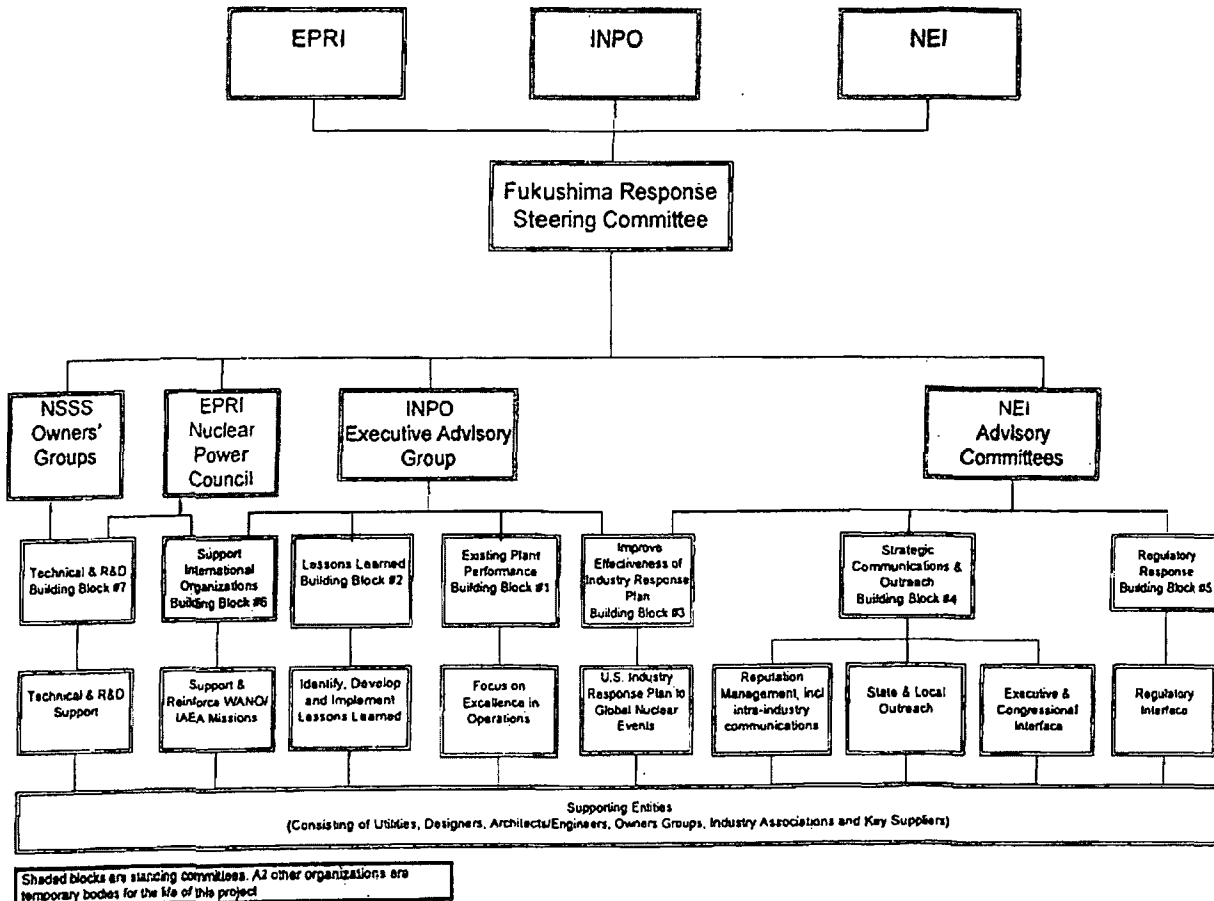 EPRI
INPO
NEI
Fukushima Response
Steering Committee
NSSS
Owners'
Groups
EPRI
Nuclear
Power
Council
INPO
Executive Advisory
Group
NEI
Advisory
Committees
Technical & R&D
Building Block #7
Support
International
Organizations
Building Block #6
Lessons Learned
Building Block #2
Existing Plant
Performance
Building Block #1
Improve
Effectiveness of
Industry Response
Plan
Building Block #3
Strategic
Communications &
Outreach
Building Block #4
Regulatory
Response
Building Block #5
Technical & R&D
Support
Support &
Reinforce WANO/
IAEA Missions
Identify, Develop
and Implement
Lessons Learned
Focus on
Excellence in
Operations
U.S. Industry
Response Plan to
Global Nuclear
Events
Reputation
Management, incl
intra-industry
communications
State & Local
Outreach
Executive &
Congressional
Interface
Regulatory
Interface
Supporting Entities
(Consisting of Utilities, Designers, Architects/Engineers, Owners Groups, Industry Associations and Key Suppliers)
Shaded blocks are standing committees. All other organizations are
temporary bodies for the life of this project